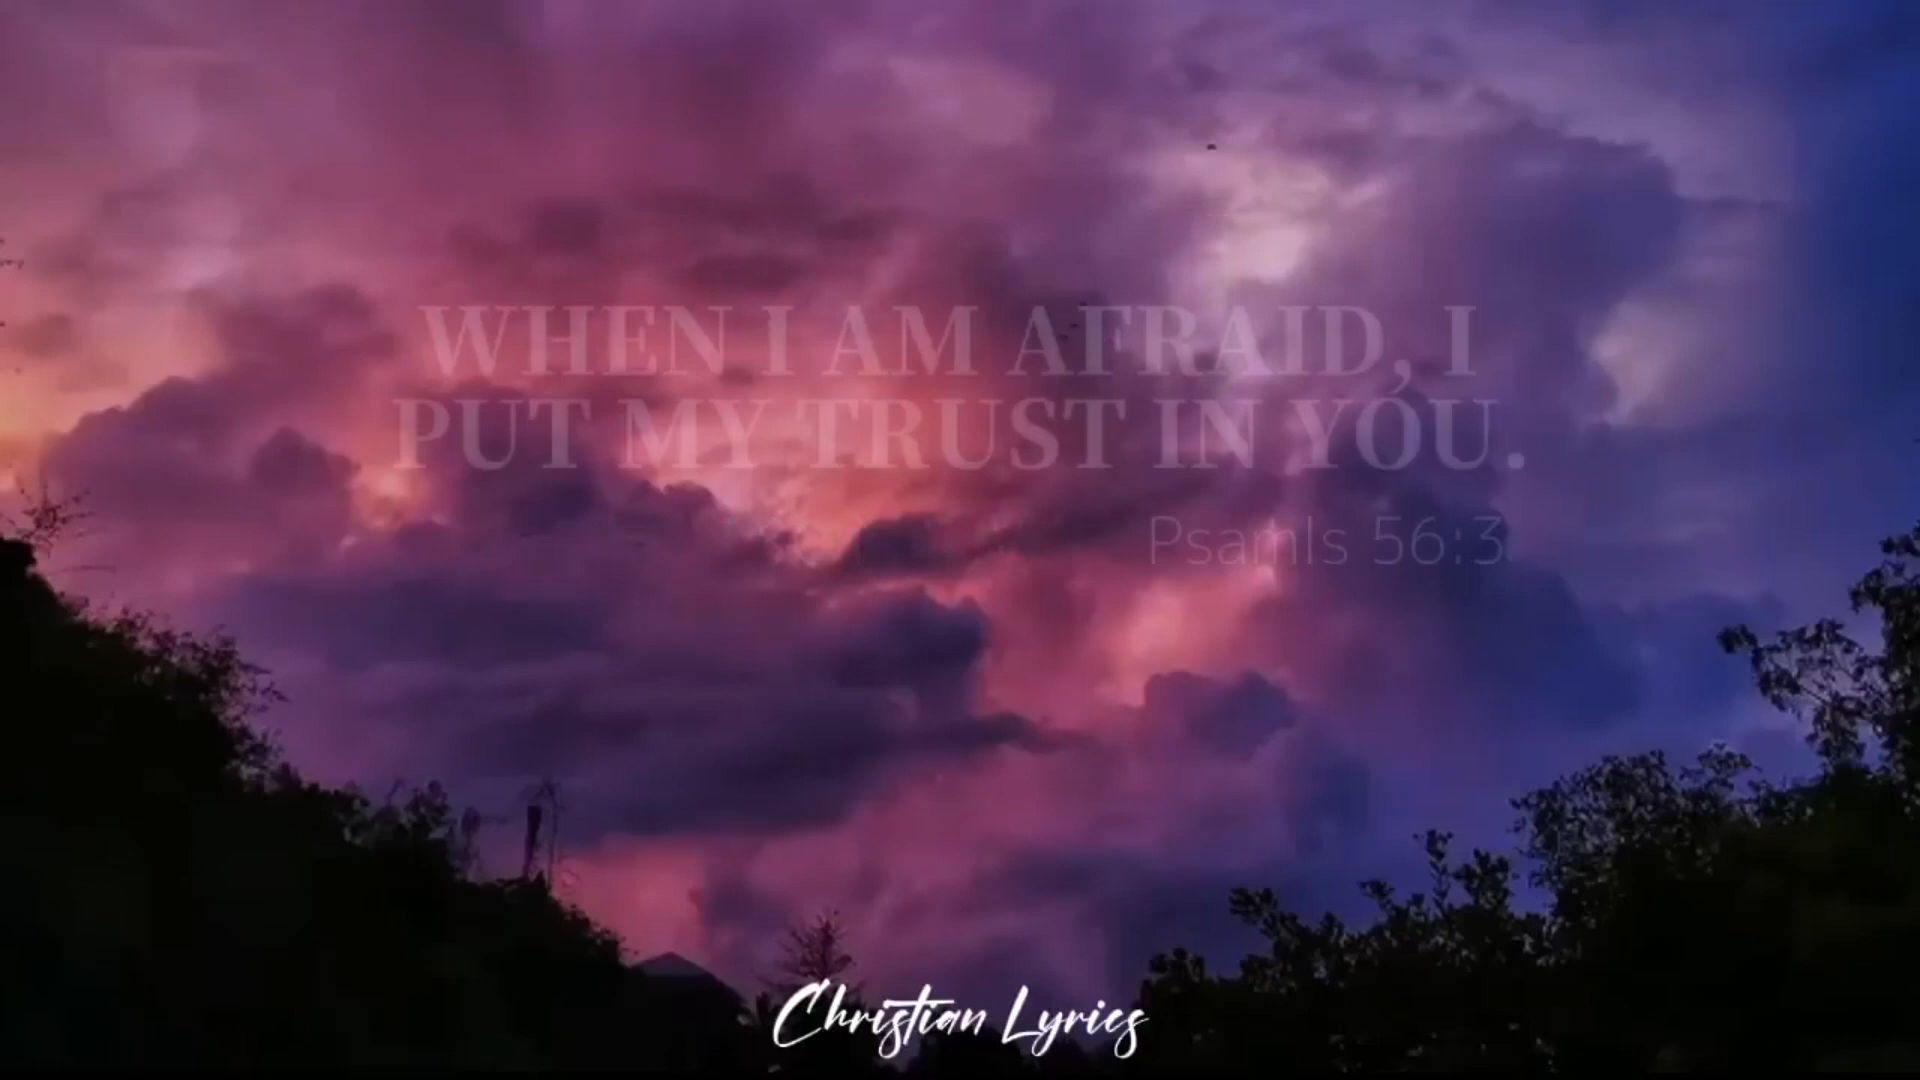 WHEN I AM AFRAID, I
PUT MY TRUST IN YOU.
Psamls 56:3
Christian Lyrics